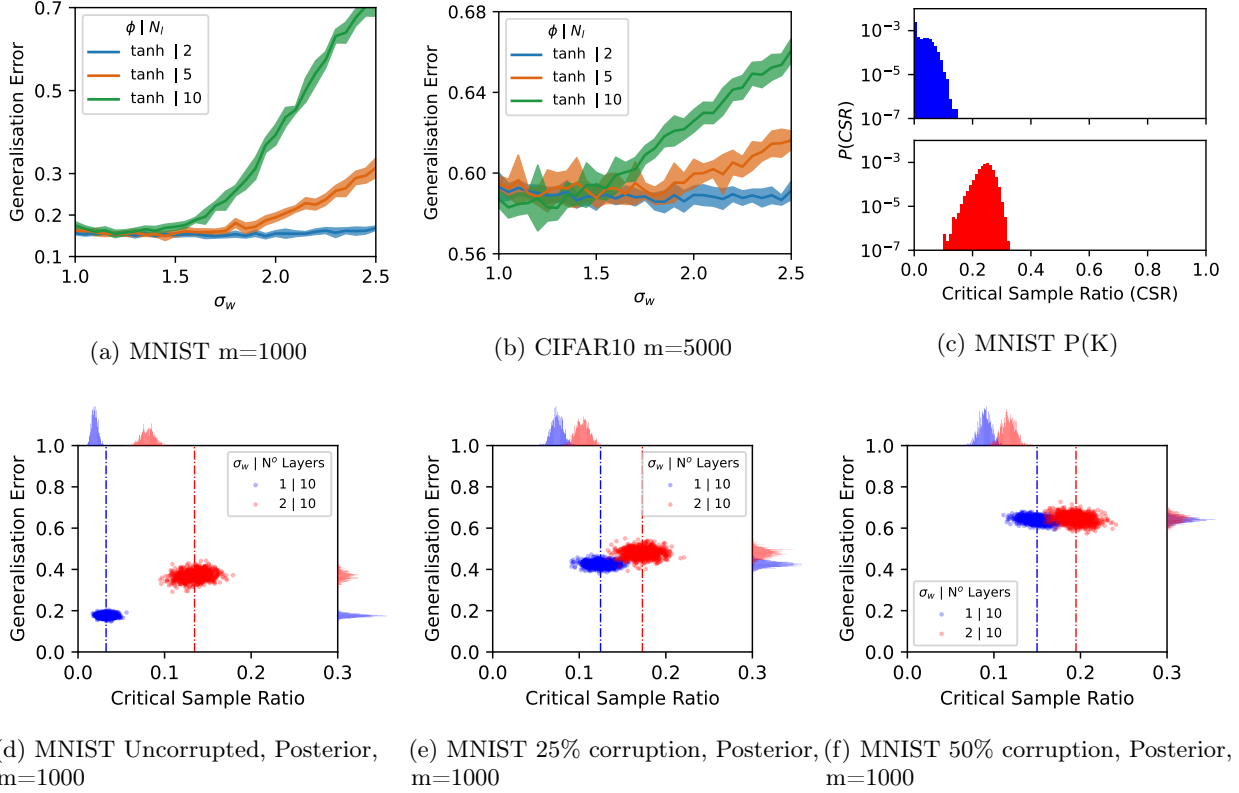 0.7
0.5
0.3
0.2
0.1
1.0
1.5
2.0
2.5
Generalisation Error
σ_w
ϕ | N_l
tanh | 2
tanh | 5
tanh | 10
(a) MNIST m=1000
0.68
0.64
0.60
0.56
1.0
1.5
2.0
2.5
Generalisation Error
σ_w
ϕ | N_l
tanh | 2
tanh | 5
tanh | 10
(b) CIFAR10 m=5000
10⁻³
10⁻⁵
10⁻⁷
10⁻³
10⁻⁵
10⁻⁷
P(CSR)
0.0
0.2
0.4
0.6
0.8
1.0
Critical Sample Ratio (CSR)
(c) MNIST P(K)
1.0
0.8
0.6
0.4
0.2
0.0
Generalisation Error
σ_w | Nº Layers
1 | 10
2 | 10
0.0
0.1
0.2
0.3
Critical Sample Ratio
(d) MNIST Uncorrupted, Posterior,
m=1000
1.0
0.8
0.6
0.4
0.2
0.0
Generalisation Error
σ_w | Nº Layers
1 | 10
2 | 10
0.0
0.1
0.2
0.3
Critical Sample Ratio
(e) MNIST 25% corruption, Posterior,
m=1000
1.0
0.8
0.6
0.4
0.2
0.0
Generalisation Error
σ_w | Nº Layers
1 | 10
2 | 10
0.0
0.1
0.2
0.3
Critical Sample Ratio
(f) MNIST 50% corruption, Posterior,
m=1000